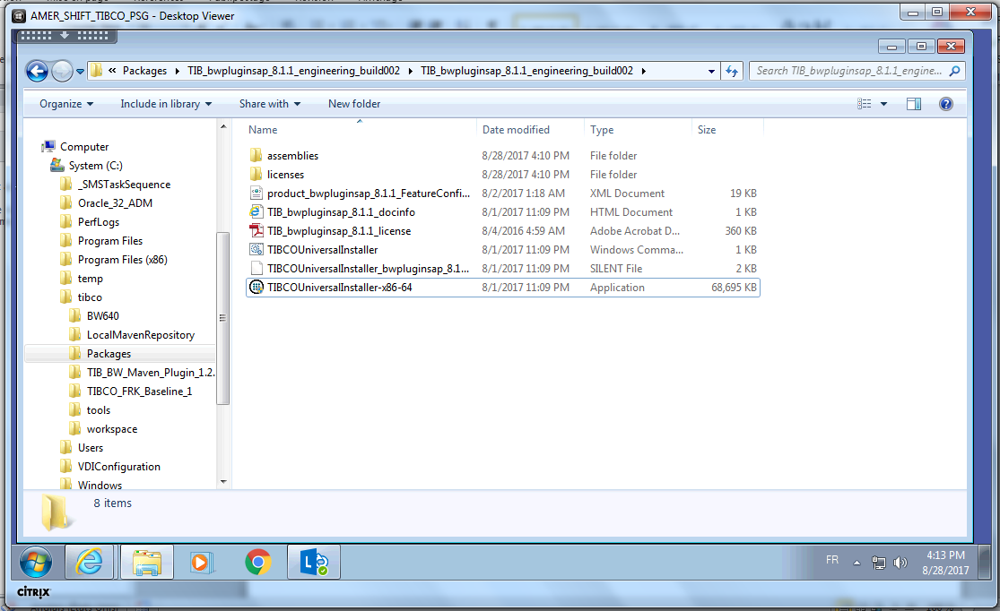 AMER_SHIFT_TIBCO_PSG - Desktop Viewer
« Packages TIB_bwpluginsap_8.1.1_engineering_build002 TIB_bwpluginsap_8.1.1_engineering_build002
Search TIB_bwpluginsap_8.1.1_engine...
Organize Include in library Share with New folder
Name Date modified Type Size
Computer
System (C:)
_SMSTaskSequence
Oracle_32_ADM
PerfLogs
Program Files
Program Files (x86)
temp
tibco
BW640
LocalMavenRepository
Packages
TIB_BW_Maven_Plugin_1.2.
TIBCO_FRK_Baseline_1
tools
workspace
Users
VDIConfiguration
Windows
assemblies 8/28/2017 4:10 PM File folder
licenses 8/28/2017 4:10 PM File folder
product_bwpluginsap_8.1.1_FeatureConfi... 8/2/2017 1:18 AM XML Document 19 KB
TIB_bwpluginsap_8.1.1_docinfo 8/1/2017 11:09 PM HTML Document 1 KB
TIB_bwpluginsap_8.1.1_license 8/4/2016 4:59 AM Adobe Acrobat D... 360 KB
TIBCOUniversalInstaller 8/1/2017 11:09 PM Windows Comma... 1 KB
TIBCOUniversalInstaller_bwpluginsap_8.1... 8/1/2017 11:09 PM SILENT File 2 KB
TIBCOUniversalInstaller-x86-64 8/1/2017 11:09 PM Application 68,695 KB
8 items
FR
4:13 PM
8/28/2017
CITRIX